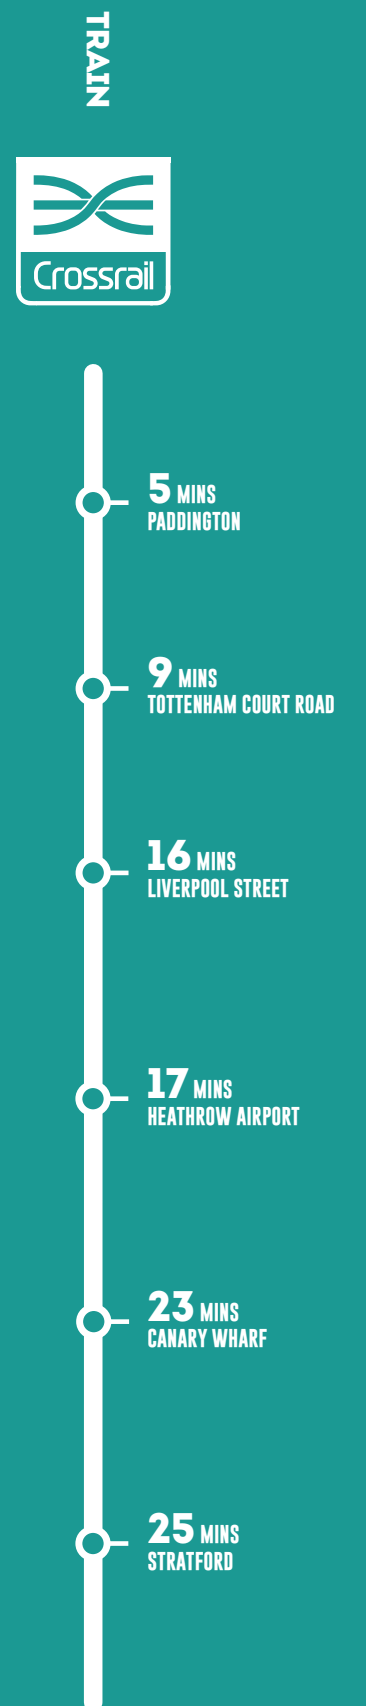 TRAIN
Crossrail
5 MINS
PADDINGTON
9 MINS
TOTTENHAM COURT ROAD
16 MINS
LIVERPOOL STREET
17 MINS
HEATHROW AIRPORT
23 MINS
CANARY WHARF
25 MINS
STRATFORD